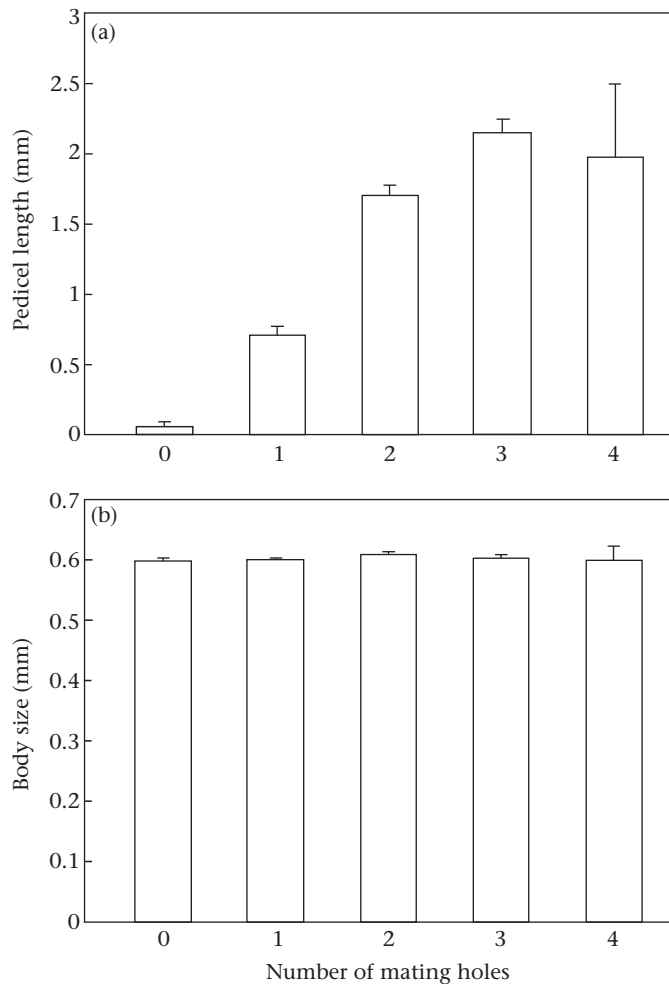 (a)
Pedicel length (mm)
3
2.5
2
1.5
1
0.5
0
0 1 2 3 4
(b)
Body size (mm)
0.7
0.6
0.5
0.4
0.3
0.2
0.1
0
0 1 2 3 4
Number of mating holes